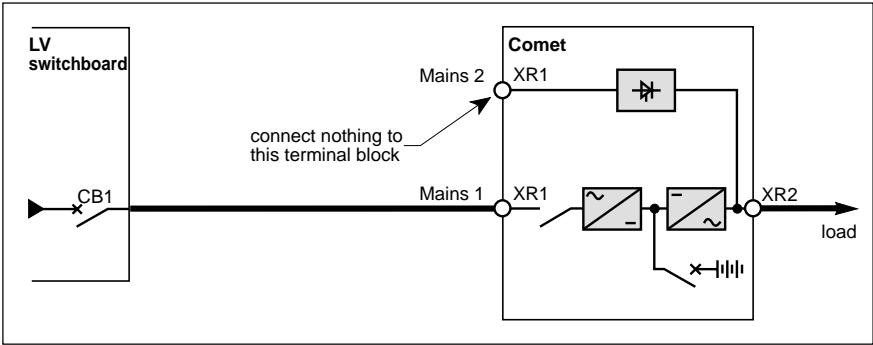 LV
switchboard
Comet
Mains 2
XR1
connect nothing to
this terminal block
CB1
Mains 1
XR1
XR2
load